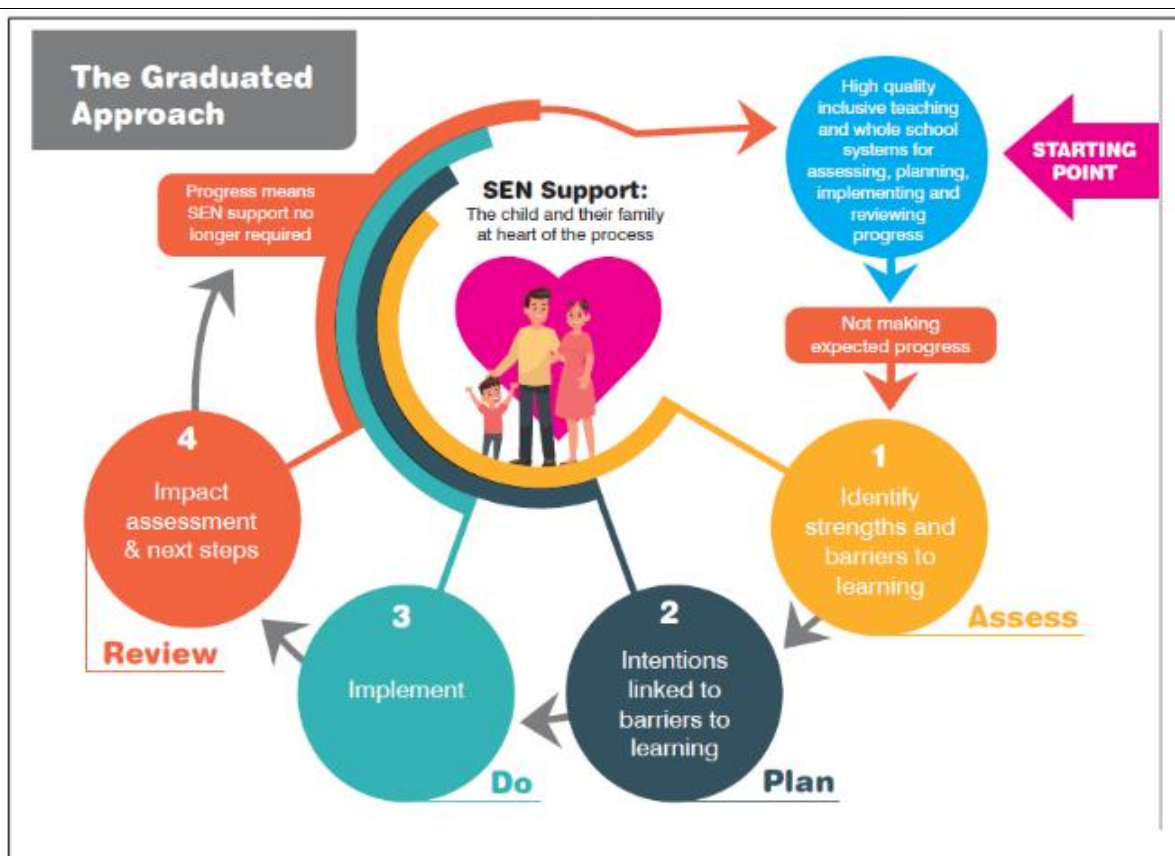 The Graduated
Approach
High quality
inclusive teaching
and whole school
systems for
assessing, planning,
implementing and
reviewing
progress
STARTING
POINT
Progress means
SEN support no
longer required
SEN Support:
The child and their family
at heart of the process
Not making
expected progress
1
Identify
strengths and
barriers to
learning
Assess
2
Intentions
linked to
barriers to
learning
Plan
3
Implement
Do
4
Impact
assessment
& next steps
Review